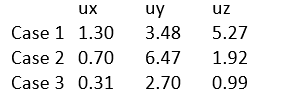 ux uy uz
Case 1 1.30 3.48 5.27
Case 2 0.70 6.47 1.92
Case 3 0.31 2.70 0.99